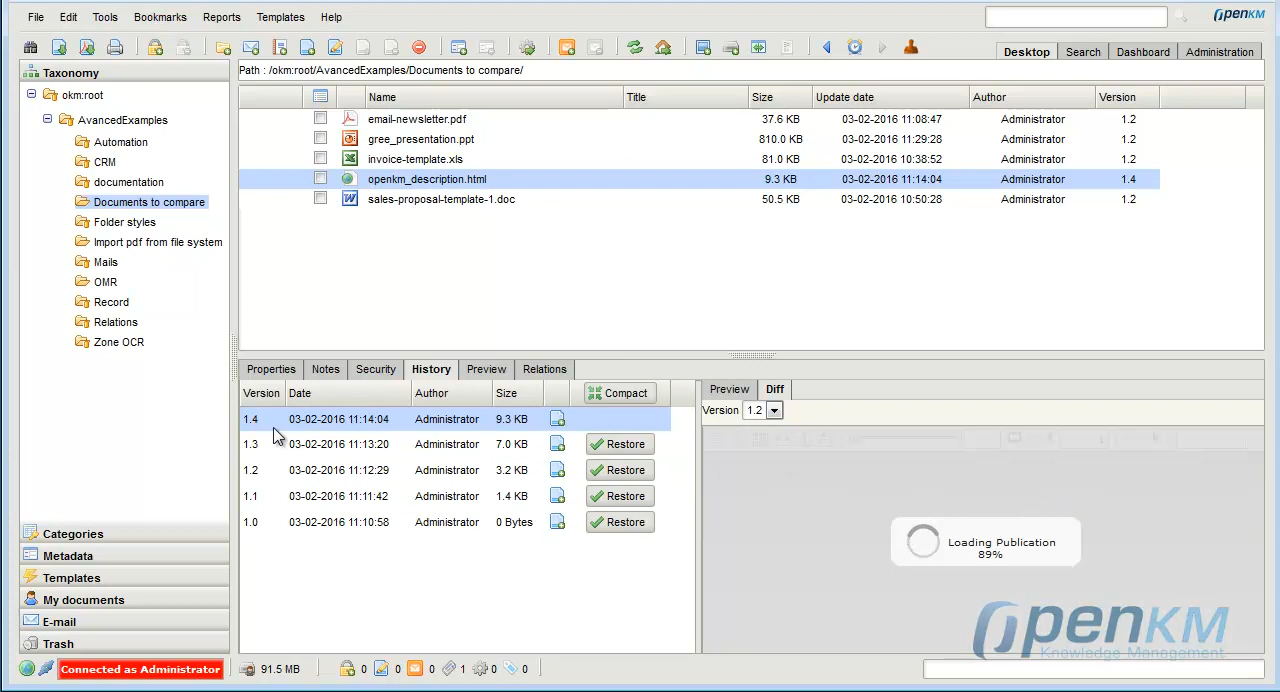 File Edit Tools Bookmarks Reports Templates Help
OPENKM
Desktop Search Dashboard Administration
Taxonomy
okm:root
AvancedExamples
Automation
CRM
documentation
Documents to compare
Folder styles
Import pdf from file system
Mails
OMR
Record
Relations
Zone OCR
Categories
Metadata
Templates
My documents
E-mail
Trash
Path : /okm:root/AvancedExamples/Documents to compare/
Name Title Size Update date Author Version
email-newsletter.pdf 37.6 KB 03-02-2016 11:08:47 Administrator 1.2
gree_presentation.ppt 810.0 KB 03-02-2016 11:29:28 Administrator 1.2
invoice-template.xls 81.0 KB 03-02-2016 10:38:52 Administrator 1.2
openkm_description.html 9.3 KB 03-02-2016 11:14:04 Administrator 1.4
sales-proposal-template-1.doc 50.5 KB 03-02-2016 10:50:28 Administrator 1.2
Properties Notes Security History Preview Relations
Version Date Author Size Compact
1.4 03-02-2016 11:14:04 Administrator 9.3 KB
1.3 03-02-2016 11:13:20 Administrator 7.0 KB Restore
1.2 03-02-2016 11:12:29 Administrator 3.2 KB Restore
1.1 03-02-2016 11:11:42 Administrator 1.4 KB Restore
1.0 03-02-2016 11:10:58 Administrator 0 Bytes Restore
Preview Diff
Version 1.2
Loading Publication
89%
OpenKM
Knowledge Management
Connected as Administrator 91.5 MB 0 0 0 1 0 0